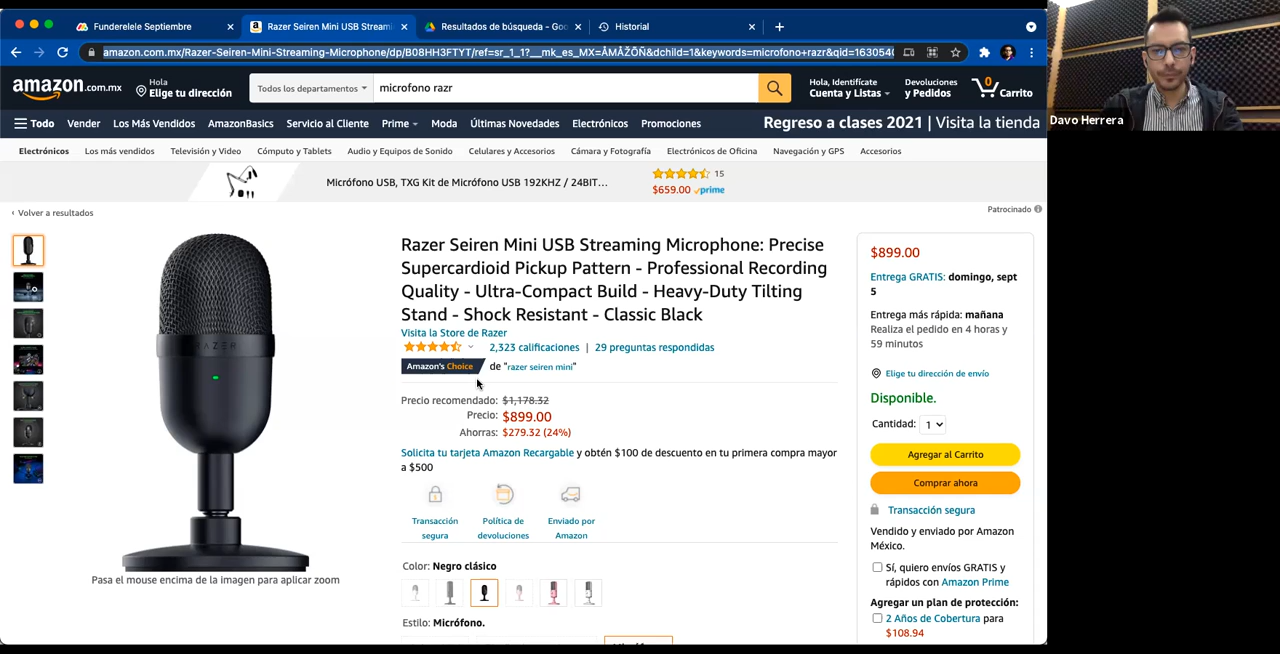 Funderelele Septiembre
Razer Seiren Mini USB Streami
Resultados de búsqueda - Goo
Historial
amazon.com.mx/Razer-Seiren-Mini-Streaming-Microphone/dp/B08HH3FTYT/ref=sr_1_1?__mk_es_MX=ÅMÅŽÕÑ&dchild=1&keywords=microfono+razr&qid=163054
amazon.com.mx
Hola
Elige tu dirección
Todos los departamentos
microfono razr
Hola, Identifícate
Cuenta y Listas
Devoluciones
y Pedidos
0
Carrito
Todo
Vender
Los Más Vendidos
AmazonBasics
Servicio al Cliente
Prime
Moda
Últimas Novedades
Electrónicos
Promociones
Regreso a clases 2021 | Visita la tienda
Electrónicos
Los más vendidos
Televisión y Video
Cómputo y Tablets
Audio y Equipos de Sonido
Celulares y Accesorios
Cámara y Fotografía
Electrónicos de Oficina
Navegación y GPS
Accesorios
Micrófono USB, TXG Kit de Micrófono USB 192KHZ / 24BIT...
15
$659.00 prime
‹ Volver a resultados
Patrocinado
RAZER
Pasa el mouse encima de la imagen para aplicar zoom
Razer Seiren Mini USB Streaming Microphone: Precise
Supercardioid Pickup Pattern - Professional Recording
Quality - Ultra-Compact Build - Heavy-Duty Tilting
Stand - Shock Resistant - Classic Black
Visita la Store de Razer
2,323 calificaciones | 29 preguntas respondidas
Amazon's Choice de "razer seiren mini"
Precio recomendado: $1,178.32
Precio: $899.00
Ahorras: $279.32 (24%)
Solicita tu tarjeta Amazon Recargable y obtén $100 de descuento en tu primera compra mayor
a $500
Transacción
segura
Política de
devoluciones
Enviado por
Amazon
Color: Negro clásico
Estilo: Micrófono.
$899.00
Entrega GRATIS: domingo, sept
5
Entrega más rápida: mañana
Realiza el pedido en 4 horas y
59 minutos
Elige tu dirección de envío
Disponible.
Cantidad: 1
Agregar al Carrito
Comprar ahora
Transacción segura
Vendido y enviado por Amazon
México.
Sí, quiero envíos GRATIS y
rápidos con Amazon Prime
Agregar un plan de protección:
2 Años de Cobertura para
$108.94
Davo Herrera